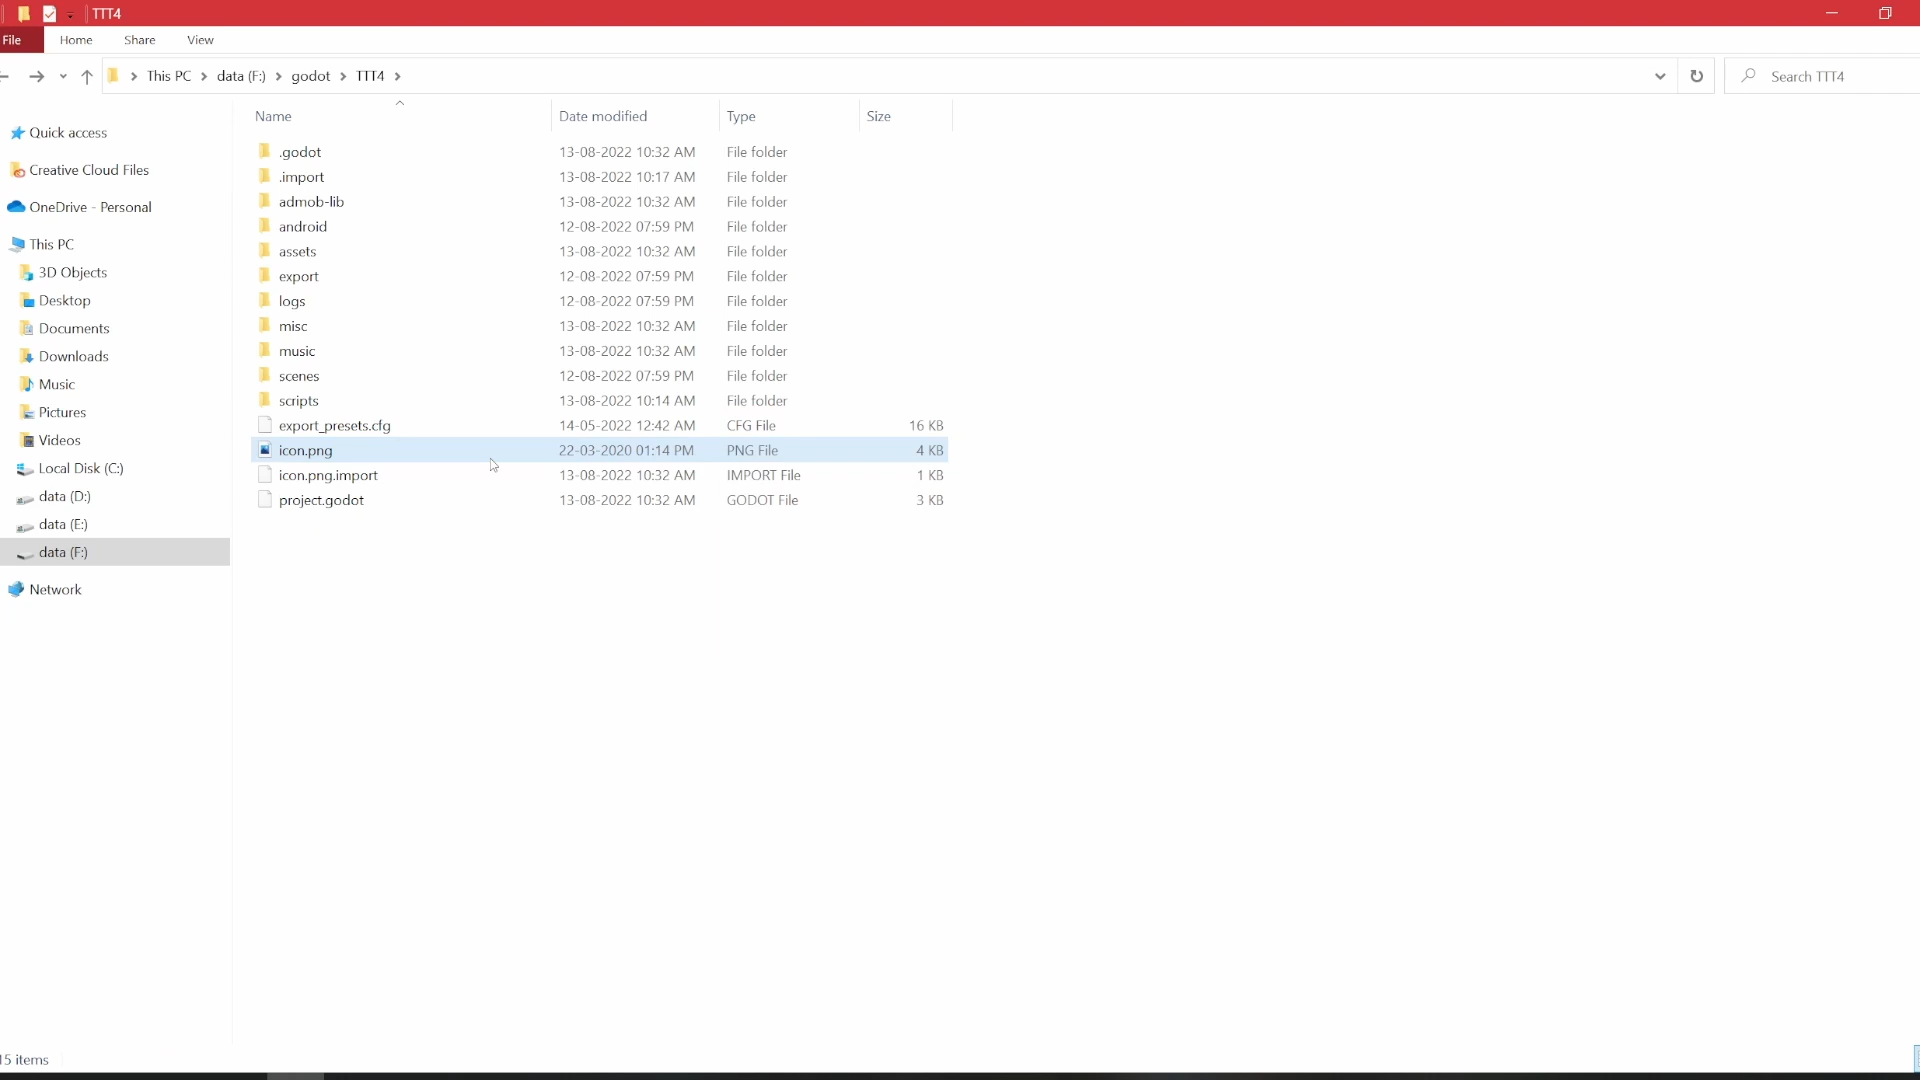 TTT4
File Home Share View
This PC data (F:) godot TTT4
Search TTT4
Name Date modified Type Size
Quick access
Creative Cloud Files
OneDrive - Personal
This PC
3D Objects
Desktop
Documents
Downloads
Music
Pictures
Videos
Local Disk (C:)
data (D:)
data (E:)
data (F:)
Network
.godot 13-08-2022 10:32 AM File folder
.import 13-08-2022 10:17 AM File folder
admob-lib 13-08-2022 10:32 AM File folder
android 12-08-2022 07:59 PM File folder
assets 13-08-2022 10:32 AM File folder
export 12-08-2022 07:59 PM File folder
logs 12-08-2022 07:59 PM File folder
misc 13-08-2022 10:32 AM File folder
music 13-08-2022 10:32 AM File folder
scenes 12-08-2022 07:59 PM File folder
scripts 13-08-2022 10:14 AM File folder
export_presets.cfg 14-05-2022 12:42 AM CFG File 16 KB
icon.png 22-03-2020 01:14 PM PNG File 4 KB
icon.png.import 13-08-2022 10:32 AM IMPORT File 1 KB
project.godot 13-08-2022 10:32 AM GODOT File 3 KB
15 items